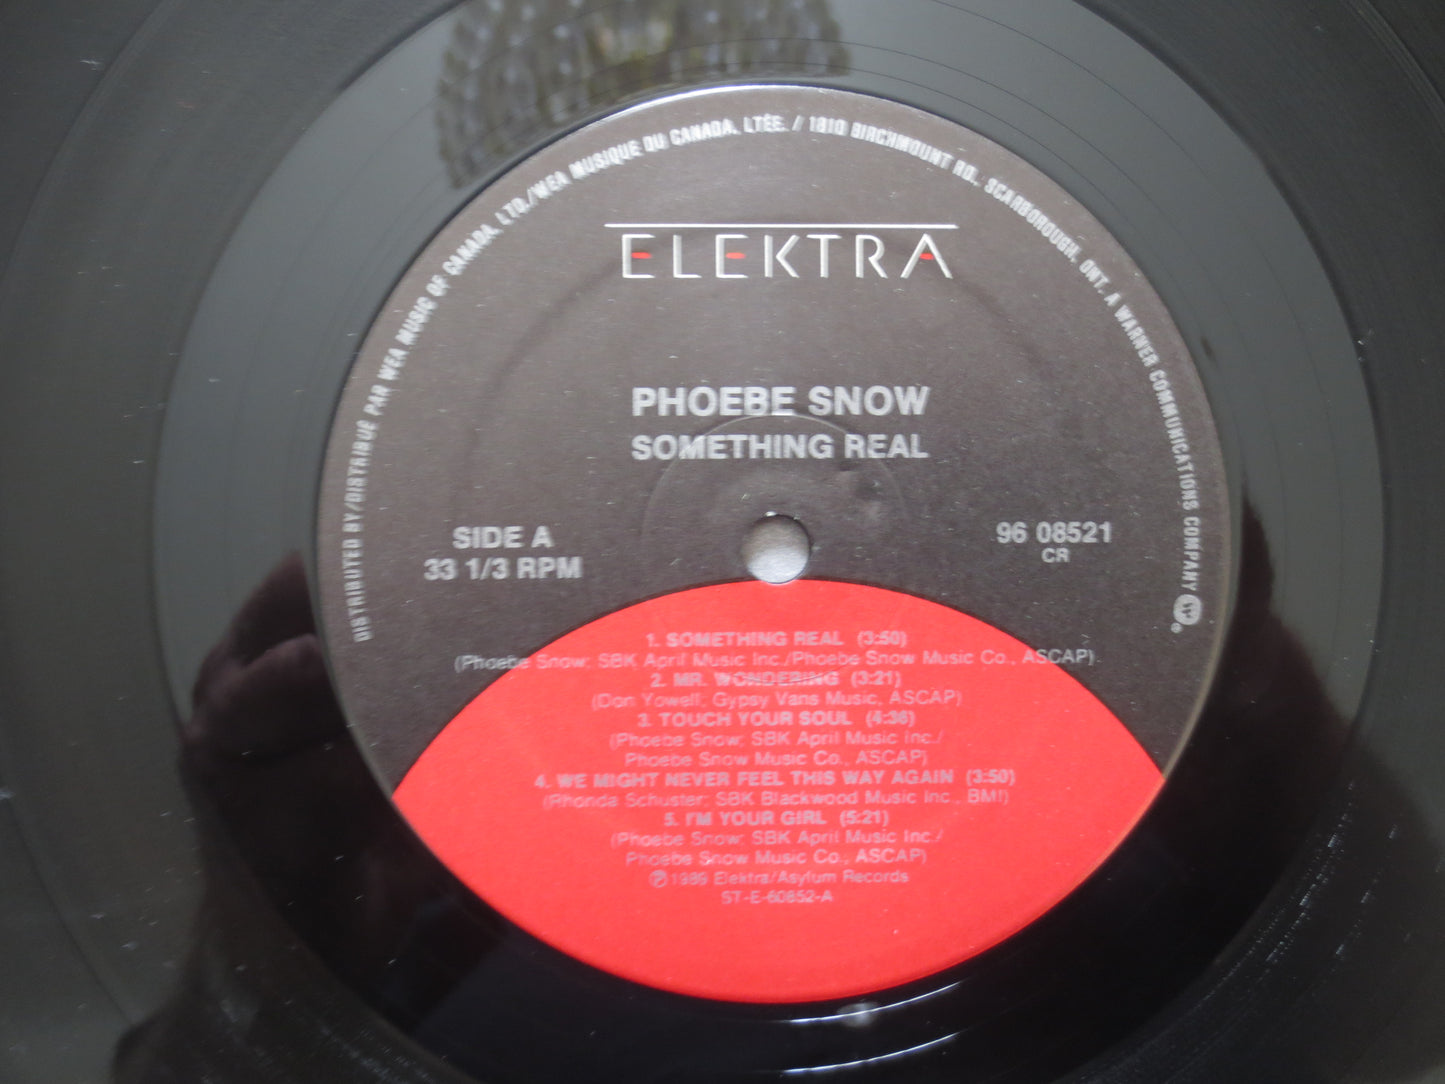 DISTRIBUTED BY/DISTRIBUÉ PAR WEA MUSIC OF CANADA, LTD./WEA MUSIQUE DU CANADA, LTÉE. / 1810 BIRCHMOUNT RD., SCARBOROUGH, ONT. A WARNER COMMUNICATIONS COMPANY ®
ELEKTRA
PHOEBE SNOW
SOMETHING REAL
SIDE A
33 1/3 RPM
96 08521
CR
1. SOMETHING REAL (3:50)
(Phoebe Snow; SBK April Music Inc./Phoebe Snow Music Co., ASCAP)
2. MR. WONDERING (3:21)
(Don Yowell; Gypsy Vans Music, ASCAP)
3. TOUCH YOUR SOUL (4:36)
(Phoebe Snow; SBK April Music Inc./
Phoebe Snow Music Co., ASCAP)
4. WE MIGHT NEVER FEEL THIS WAY AGAIN (3:50)
(Rhonda Schuster; SBK Blackwood Music Inc., BMI)
5. I'M YOUR GIRL (5:21)
(Phoebe Snow; SBK April Music Inc./
Phoebe Snow Music Co., ASCAP)
℗ 1989 Elektra/Asylum Records
ST-E-60852-A